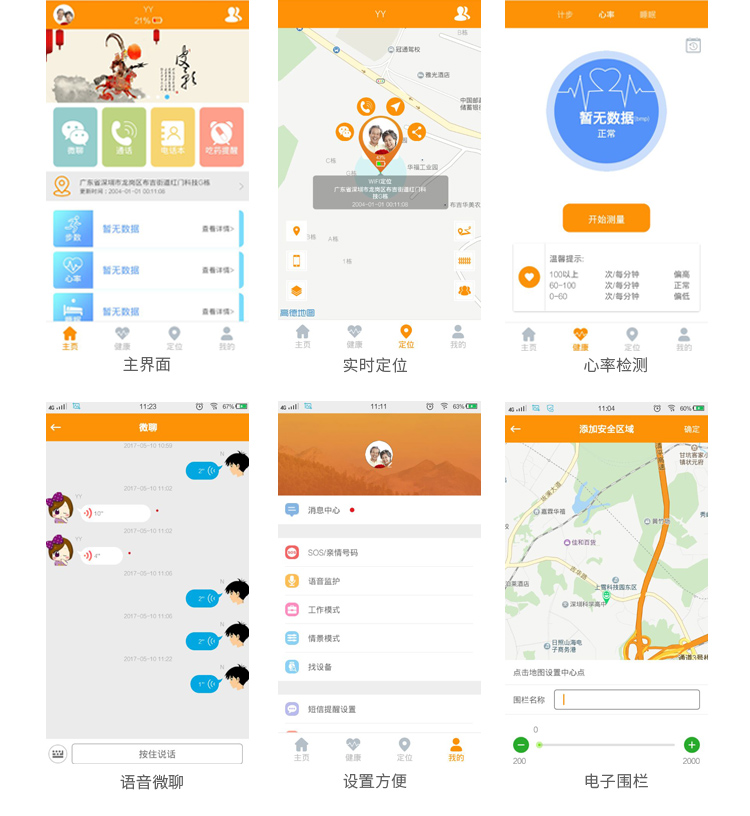 YY
21%
微聊
通话
电话本
吃药提醒
广东省深圳市龙岗区布吉街道红门科技G栋
更新时间：2004-01-01 00:11:08
步数
暂无数据
查看详情>
心率
暂无数据
查看详情>
睡眠
暂无数据
查看详情>
主页
健康
定位
我的
主界面
YY
B栋
冠通驾校
微光酒店
中国邮政
储蓄银行
C栋
G栋
43%
华福工业园
WIFI定位
广东省深圳市龙岗区布吉街道红门科
技G栋
2004-01-01 00:11:08
布吉华美农
A栋
1栋
高德地图
主页
健康
定位
我的
实时定位
计步
心率
睡眠
暂无数据(bmp)
正常
开始测量
温馨提示:
100以上
次/每分钟
偏高
60-100
次/每分钟
正常
0-60
次/每分钟
偏低
主页
健康
定位
我的
心率检测
4G
11:23
67%
微聊
2017-05-10 10:59
N
2"
2017-05-10 11:02
YY
10"
2017-05-10 11:02
YY
4"
2017-05-10 11:06
N
2"
2017-05-10 11:06
N
2"
2017-05-10 11:22
N
1"
按住说话
语音微聊
4G
11:11
63%
消息中心
SOS/亲情号码
语音监护
工作模式
情景模式
找设备
短信提醒设置
主页
健康
定位
我的
设置方便
4G
11:04
60%
添加安全区域
确定
甘坑客家小
镇状元府
嘉霖华福
黄竹
佳和百货
吉华路
上雪科技园东区
深圳科学高中
日照山海电
子商务港
点击地图设置中心点
围栏名称
0
200
2000
电子围栏